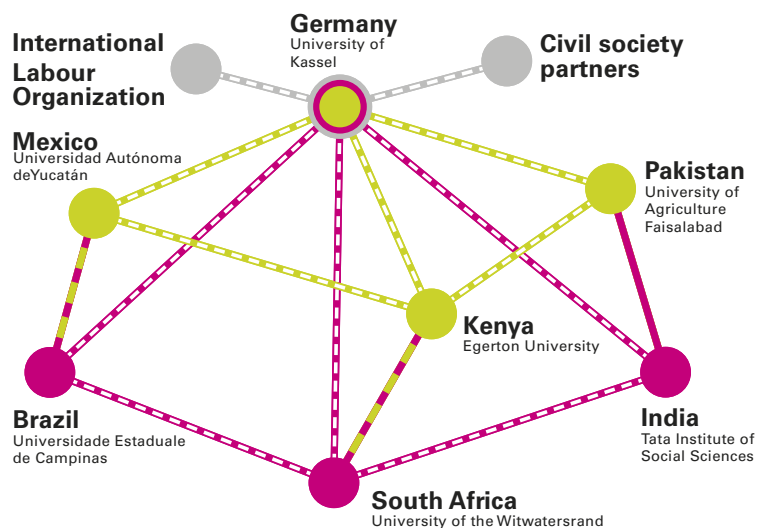 International
Labour
Organization
Germany
University of
Kassel
Civil society
partners
Mexico
Universidad Autónoma
deYucatán
Pakistan
University of
Agriculture
Faisalabad
Kenya
Egerton University
Brazil
Universidade Estaduale
de Campinas
India
Tata Institute of
Social Sciences
South Africa
University of the Witwatersrand